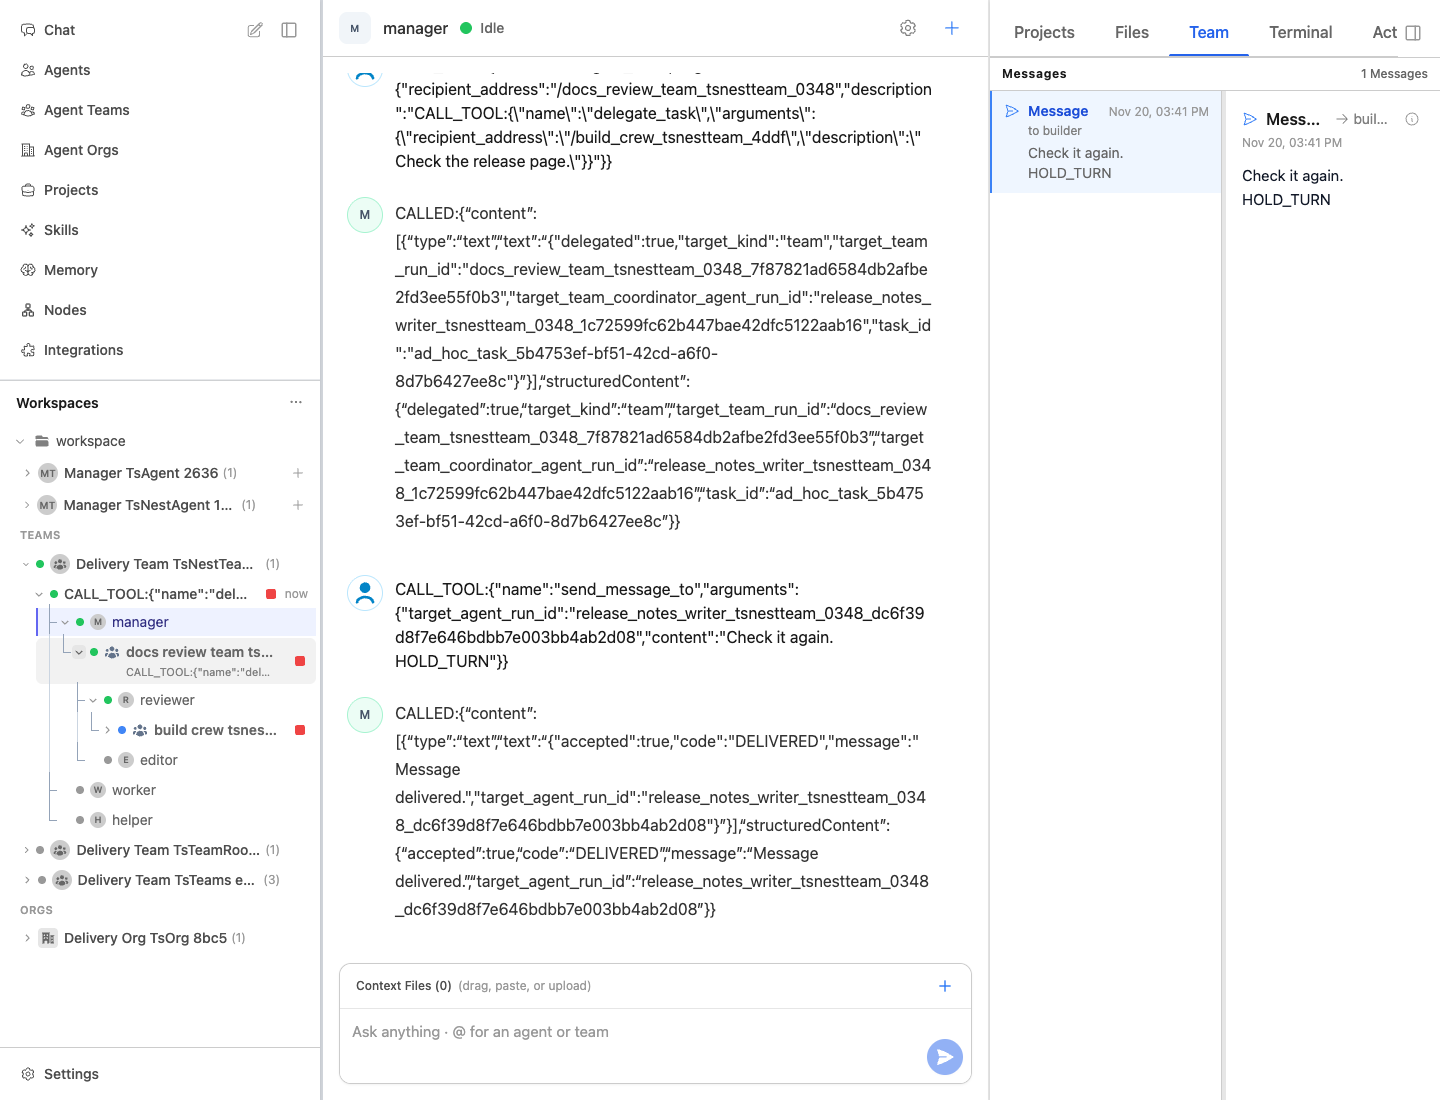 Chat
Agents
Agent Teams
Agent Orgs
Projects
Skills
Memory
Nodes
Integrations
Workspaces
workspace
MT Manager TsAgent 2636 (1)
MT Manager TsNestAgent 1... (1)
TEAMS
Delivery Team TsNestTea... (1)
CALL_TOOL:{"name":"del... now
M manager
docs review team ts...
CALL_TOOL:{"name":"del...
R reviewer
build crew tsnes...
E editor
W worker
H helper
Delivery Team TsTeamRoo... (1)
Delivery Team TsTeams e... (3)
ORGS
Delivery Org TsOrg 8bc5 (1)
Settings
M manager Idle
{"recipient_address":"/docs_review_team_tsnestteam_0348","description
":"CALL_TOOL:{\"name\":\"delegate_task\",\"arguments\":
{\"recipient_address\":\"/build_crew_tsnestteam_4ddf\",\"description\":\"
Check the release page.\"}}"}}
M
CALLED:{“content”:
[{“type”:“text”,“text”:“{"delegated":true,"target_kind":"team","target_team
_run_id":"docs_review_team_tsnestteam_0348_7f87821ad6584db2afbe
2fd3ee55f0b3","target_team_coordinator_agent_run_id":"release_notes_
writer_tsnestteam_0348_1c72599fc62b447bae42dfc5122aab16","task_id
":"ad_hoc_task_5b4753ef-bf51-42cd-a6f0-
8d7b6427ee8c"}”}],“structuredContent”:
{“delegated”:true,“target_kind”:“team”,“target_team_run_id”:“docs_review
_team_tsnestteam_0348_7f87821ad6584db2afbe2fd3ee55f0b3”,“target
_team_coordinator_agent_run_id”:“release_notes_writer_tsnestteam_034
8_1c72599fc62b447bae42dfc5122aab16”,“task_id”:“ad_hoc_task_5b475
3ef-bf51-42cd-a6f0-8d7b6427ee8c”}}
CALL_TOOL:{"name":"send_message_to","arguments":
{"target_agent_run_id":"release_notes_writer_tsnestteam_0348_dc6f39
d8f7e646bdbb7e003bb4ab2d08","content":"Check it again.
HOLD_TURN"}}
M
CALLED:{“content”:
[{“type”:“text”,“text”:“{"accepted":true,"code":"DELIVERED","message":"
Message
delivered.","target_agent_run_id":"release_notes_writer_tsnestteam_034
8_dc6f39d8f7e646bdbb7e003bb4ab2d08"}”}],“structuredContent”:
{“accepted”:true,“code”:“DELIVERED”,“message”:“Message
delivered.”,“target_agent_run_id”:“release_notes_writer_tsnestteam_0348
_dc6f39d8f7e646bdbb7e003bb4ab2d08”}}
Context Files (0) (drag, paste, or upload)
Ask anything · @ for an agent or team
Projects Files Team Terminal Act
Messages 1 Messages
Message Nov 20, 03:41 PM
to builder
Check it again.
HOLD_TURN
Mess... → buil...
Nov 20, 03:41 PM
Check it again.
HOLD_TURN